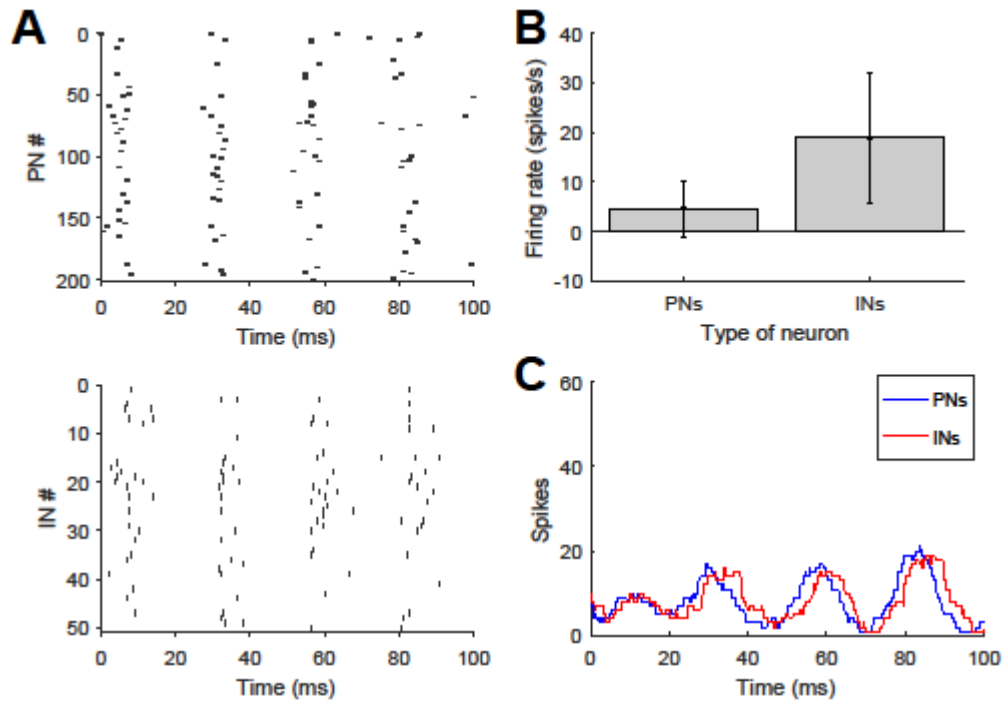 A
0
50
100
150
200
PN #
0 20 40 60 80 100
Time (ms)
0
10
20
30
40
50
IN #
0 20 40 60 80 100
Time (ms)
B
40
30
20
10
0
-10
Firing rate (spikes/s)
PNs INs
Type of neuron
C
60
40
20
0
Spikes
PNs
INs
0 20 40 60 80 100
Time (ms)